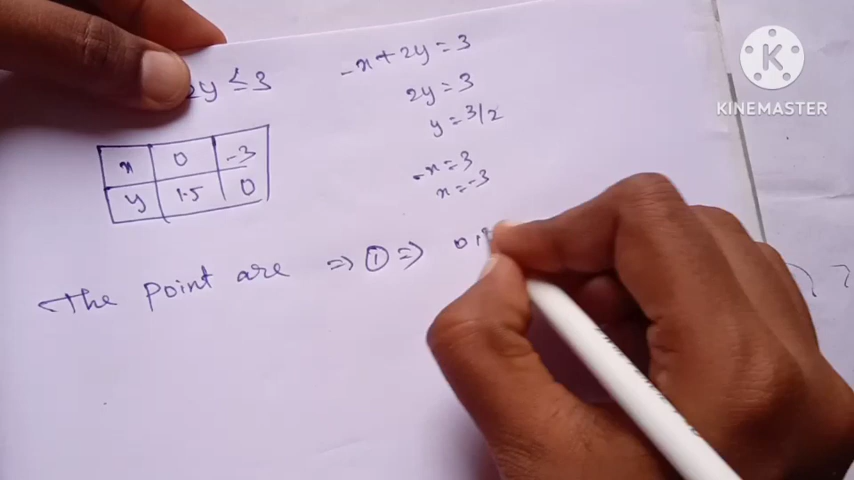 2y ≤ 3
-x + 2y = 3
2y = 3
y = 3/2
x 0 -3
y 1.5 0
-x = 3
x = -3
The point are ⇒ ① ⇒ 0,
KINEMASTER